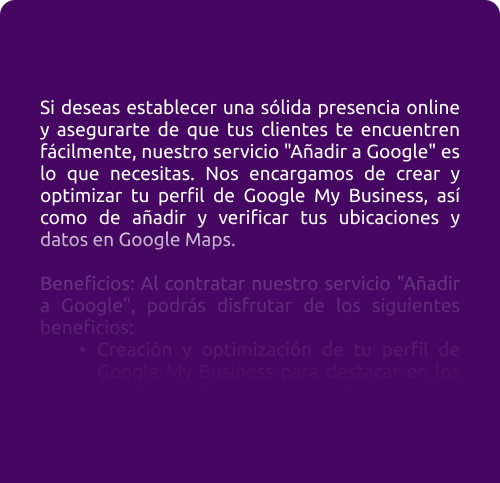 Si deseas establecer una sólida presencia online
y asegurarte de que tus clientes te encuentren
fácilmente, nuestro servicio "Añadir a Google" es
lo que necesitas. Nos encargamos de crear y
optimizar tu perfil de Google My Business, así
como de añadir y verificar tus ubicaciones y
datos en Google Maps.
Beneficios: Al contratar nuestro servicio "Añadir
a Google", podrás disfrutar de los siguientes
beneficios:
• Creación y optimización de tu perfil de
Google My Business para destacar en los